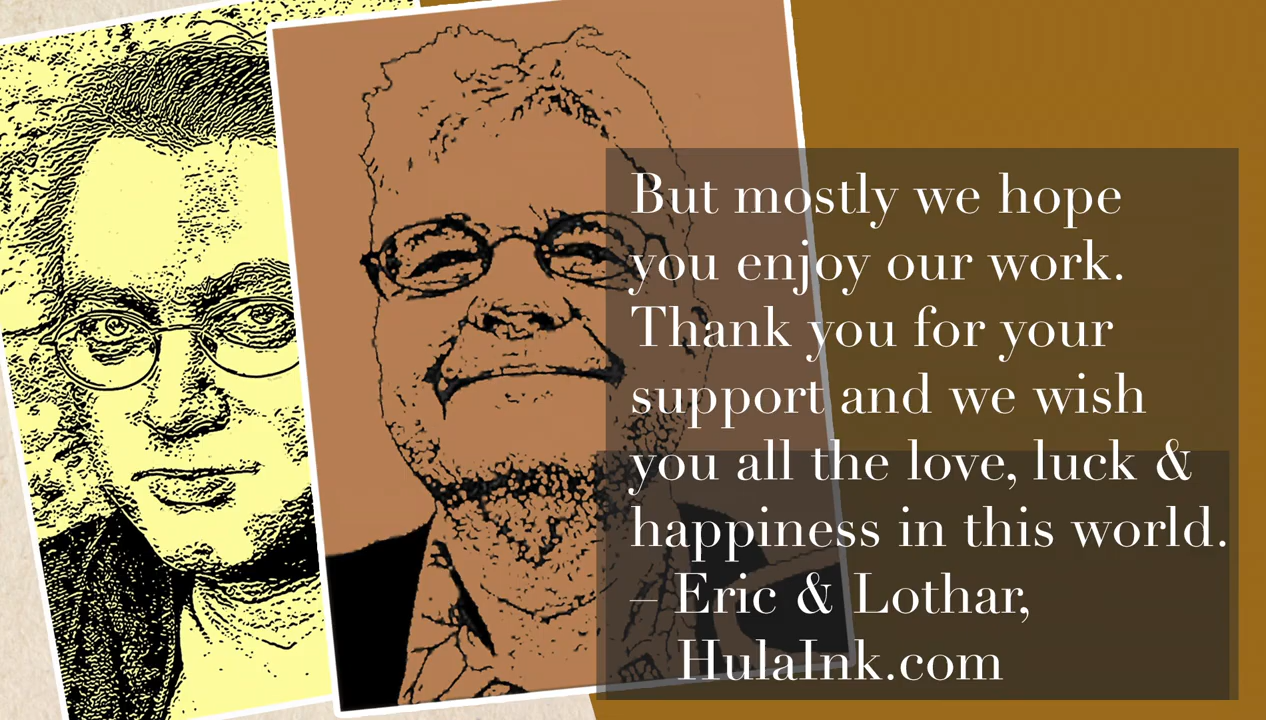 But mostly we hope
you enjoy our work.
Thank you for your
support and we wish
you all the love, luck &
happiness in this world.
– Eric & Lothar,
HulaInk.com